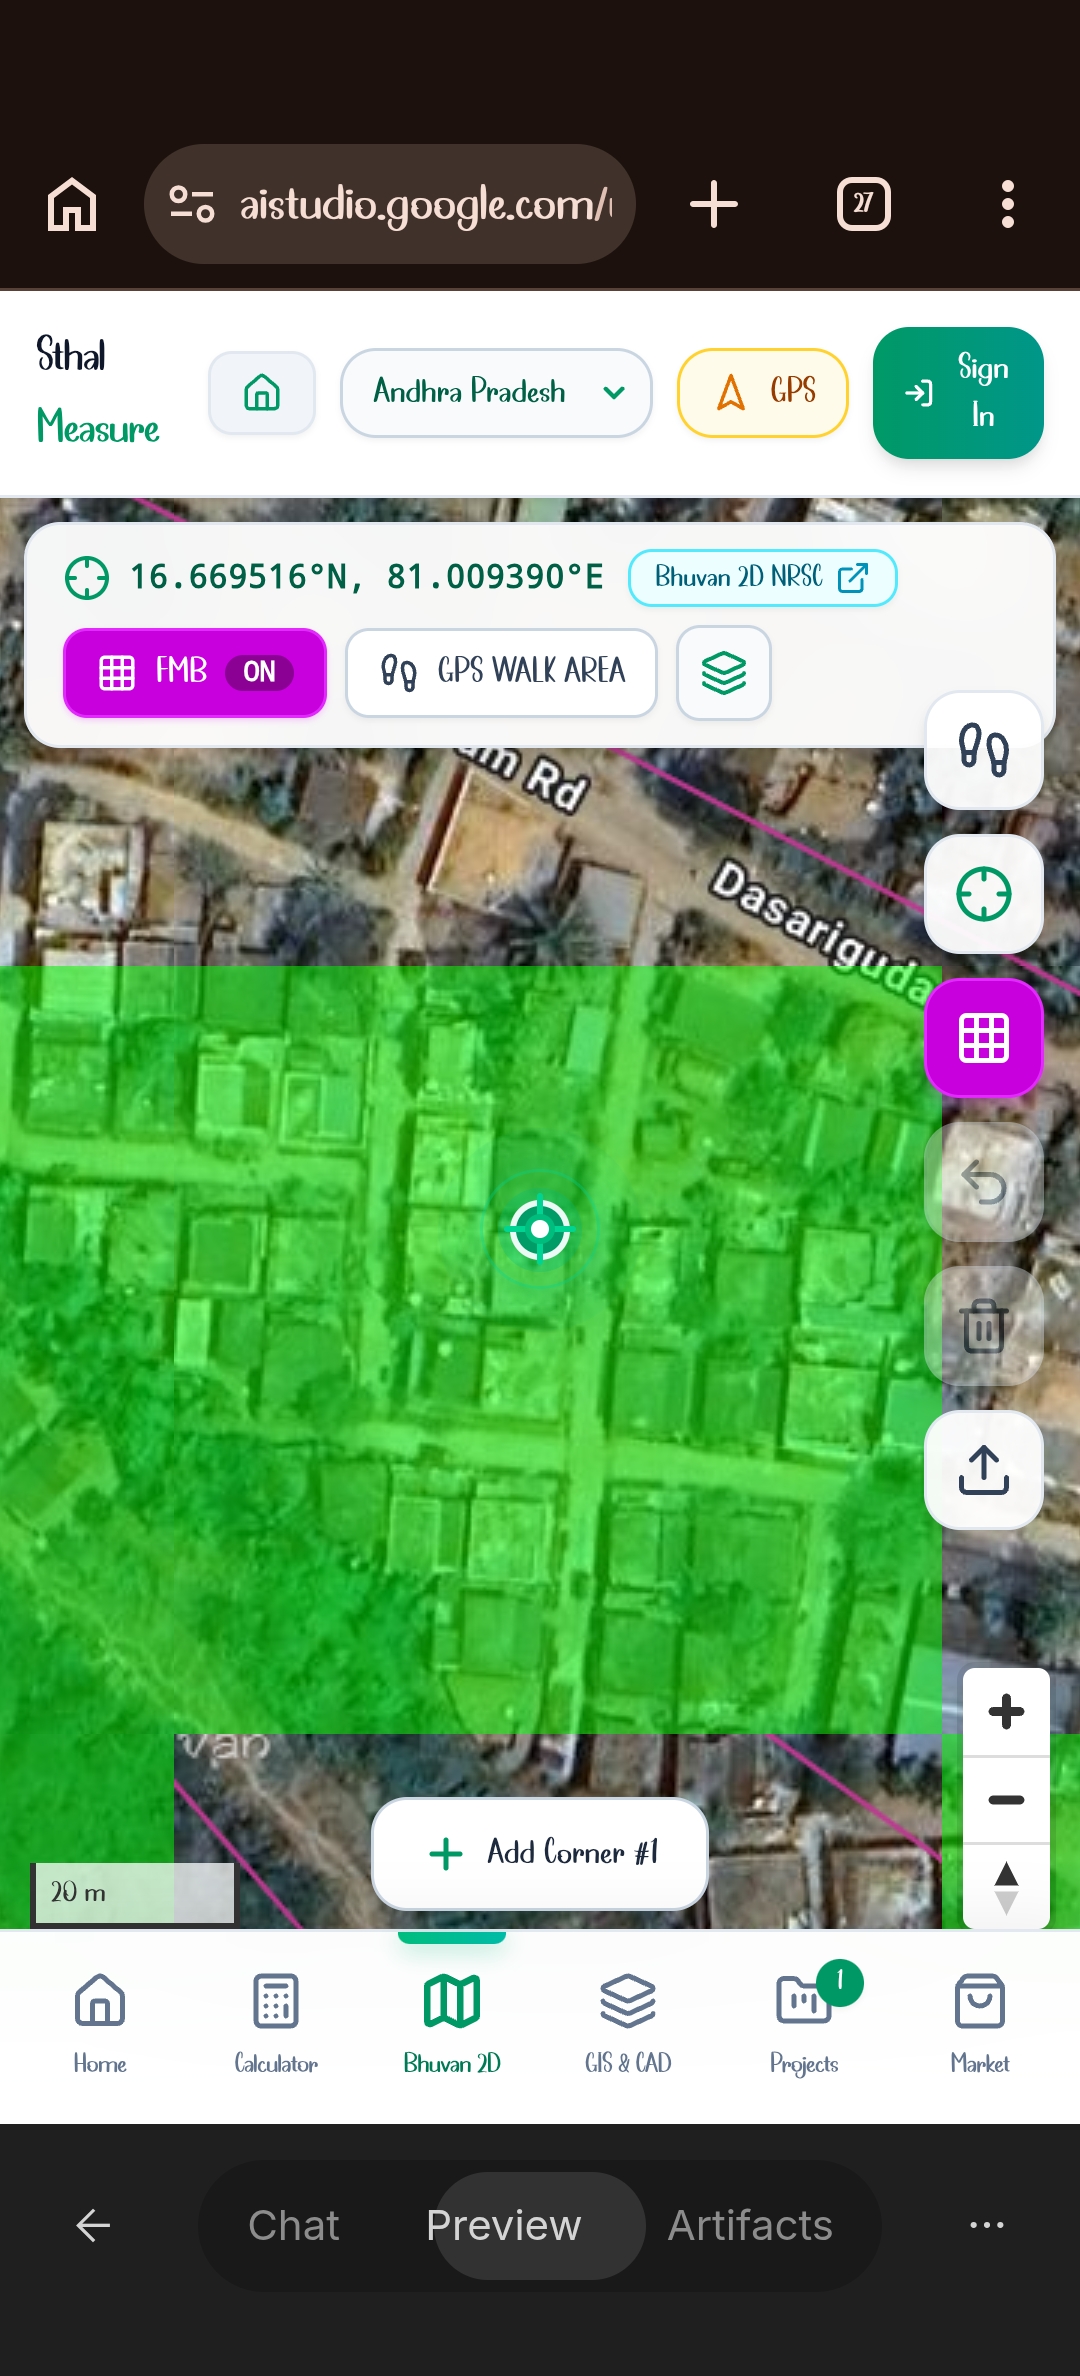 aistudio.google.com/
27
Sthal
Measure
Andhra Pradesh
GPS
Sign
In
16.669516°N, 81.009390°E
Bhuvan 2D NRSC
FMB ON
GPS WALK AREA
Rd
Dasariguda
van
Add Corner #1
20 m
Home
Calculator
Bhuvan 2D
GIS & CAD
Projects
1
Market
Chat
Preview
Artifacts